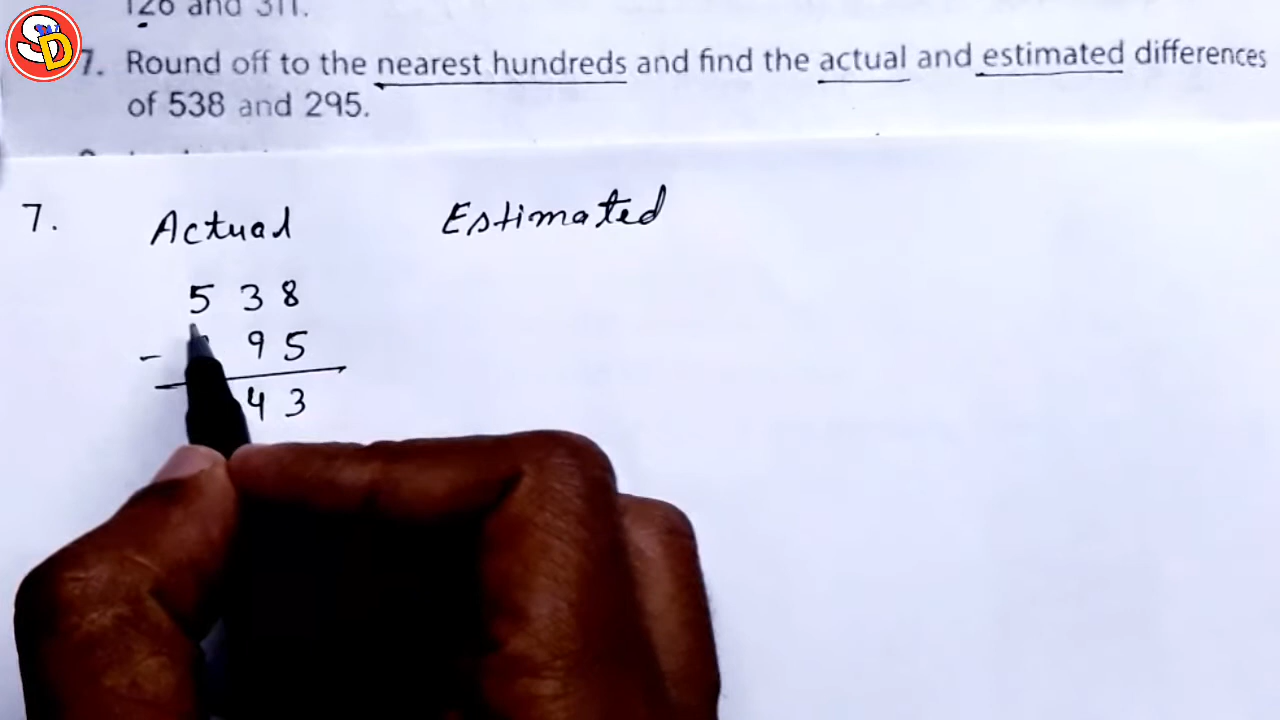 126 and 311.
7. Round off to the nearest hundreds and find the actual and estimated differences
of 538 and 295.
7. Actual Estimated
5 3 8
- 9 5
4 3
SD